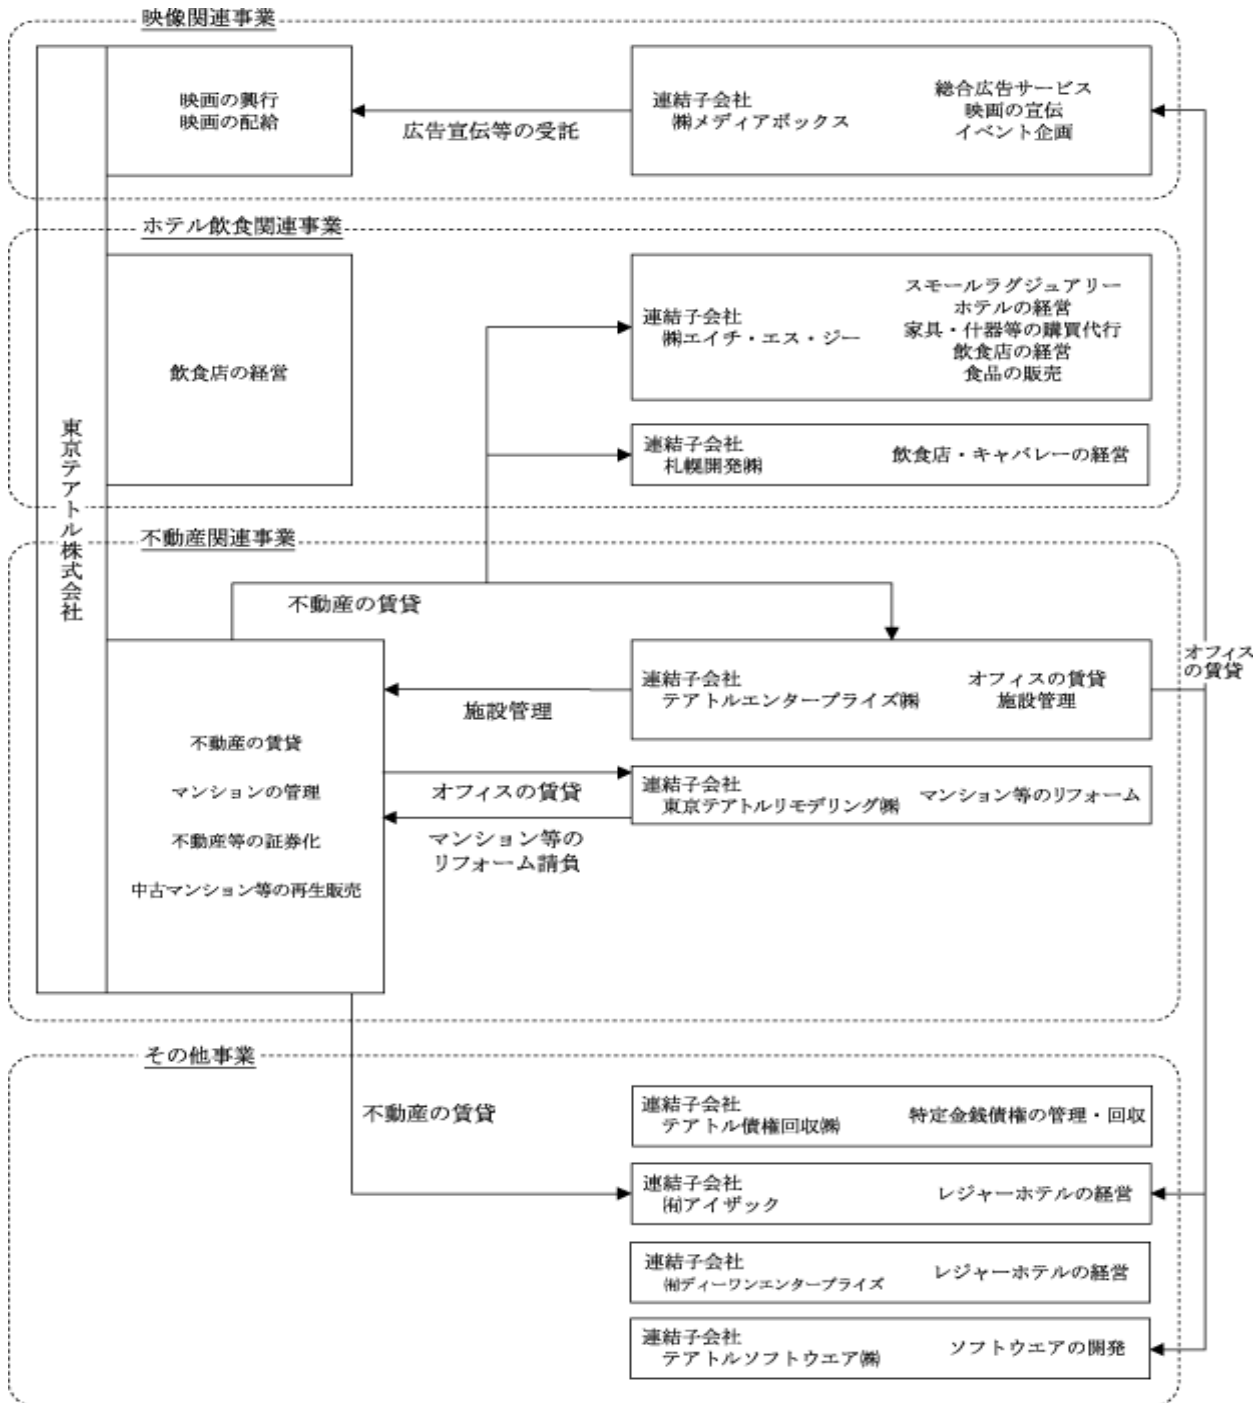 映像関連事業
映画の興行
映画の配給
広告宣伝等の受託
連結子会社
㈱メディアボックス
総合広告サービス
映画の宣伝
イベント企画
ホテル飲食関連事業
飲食店の経営
連結子会社
㈱エイチ・エス・ジー
スモールラグジュアリー
ホテルの経営
家具・什器等の購買代行
飲食店の経営
食品の販売
連結子会社
札幌開発㈱
飲食店・キャバレーの経営
東京テアトル株式会社
不動産関連事業
不動産の賃貸
連結子会社
テアトルエンタープライズ㈱
オフィスの賃貸
施設管理
オフィス
の賃貸
施設管理
不動産の賃貸
マンションの管理
不動産等の証券化
中古マンション等の再生販売
オフィスの賃貸
連結子会社
東京テアトルリモデリング㈱
マンション等のリフォーム
マンション等の
リフォーム請負
その他事業
不動産の賃貸
連結子会社
テアトル債権回収㈱
特定金銭債権の管理・回収
連結子会社
㈲アイザック
レジャーホテルの経営
連結子会社
㈲ディーワンエンタープライズ
レジャーホテルの経営
連結子会社
テアトルソフトウエア㈱
ソフトウエアの開発